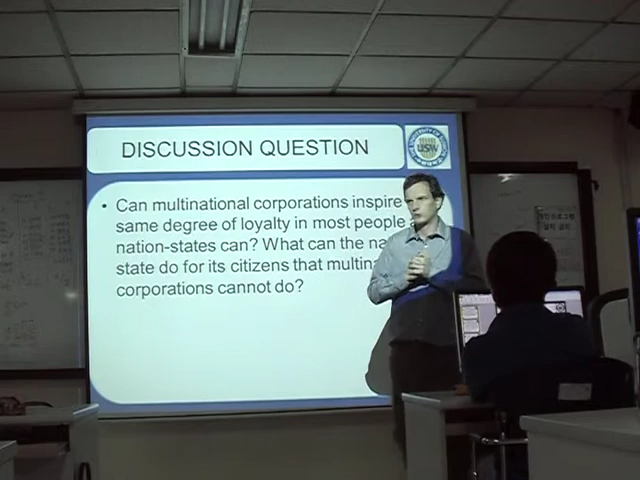 DISCUSSION QUESTION
• Can multinational corporations inspire
same degree of loyalty in most people
nation-states can? What can the na
state do for its citizens that multina
corporations cannot do?
USW